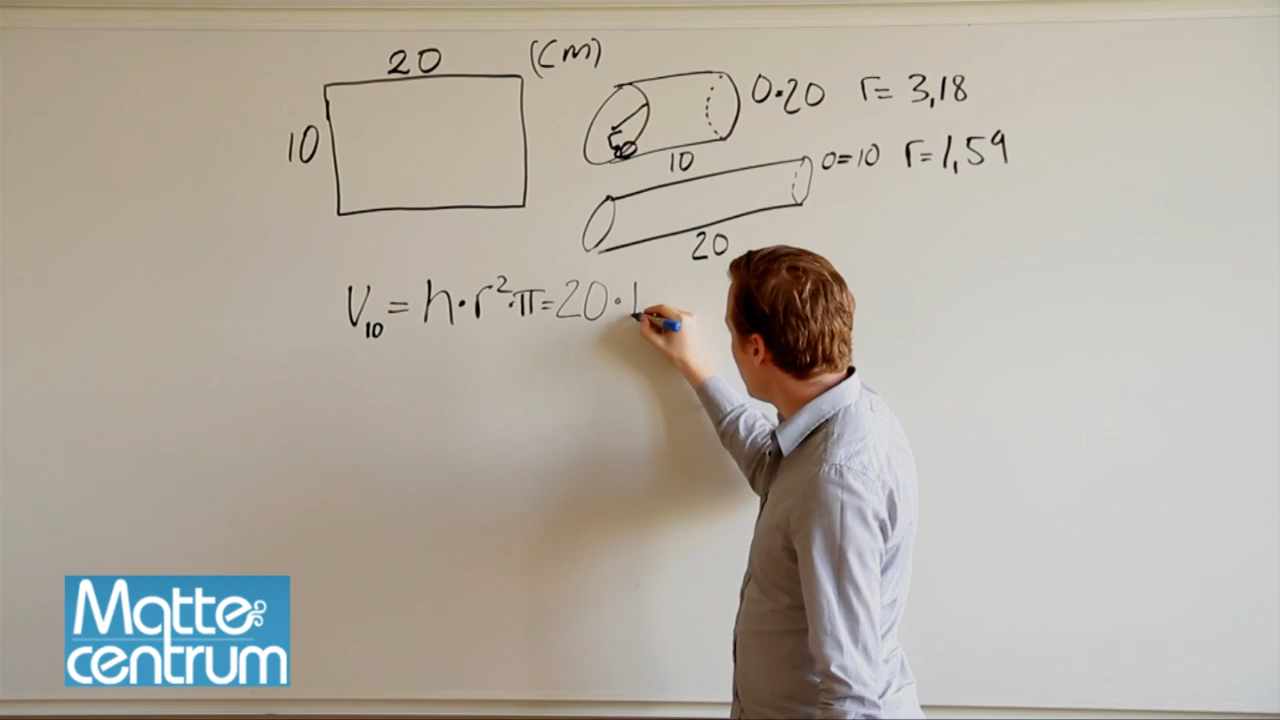 20 (cm)
10
O=20 r= 3,18
10
O=10 r=1,59
20
V10 = h·r²·π=20·1
Matte
centrum